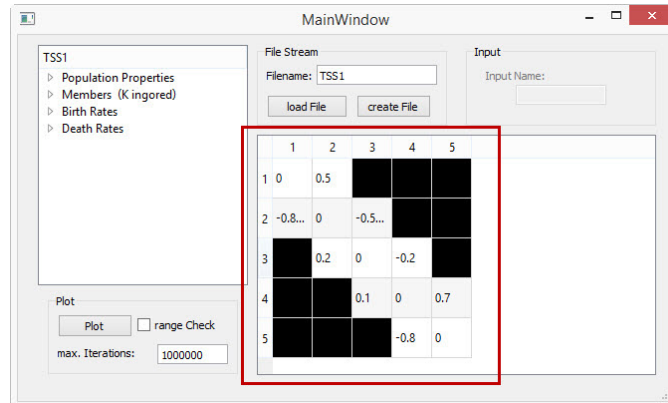 MainWindow
TSS1
Population Properties
Members (K ingored)
Birth Rates
Death Rates
File Stream
Filename: TSS1
load File create File
Input
Input Name:
1 2 3 4 5
1 0 0.5
2 -0.8... 0 -0.5...
3 0.2 0 -0.2
4 0.1 0 0.7
5 -0.8 0
Plot
Plot range Check
max. Iterations: 1000000